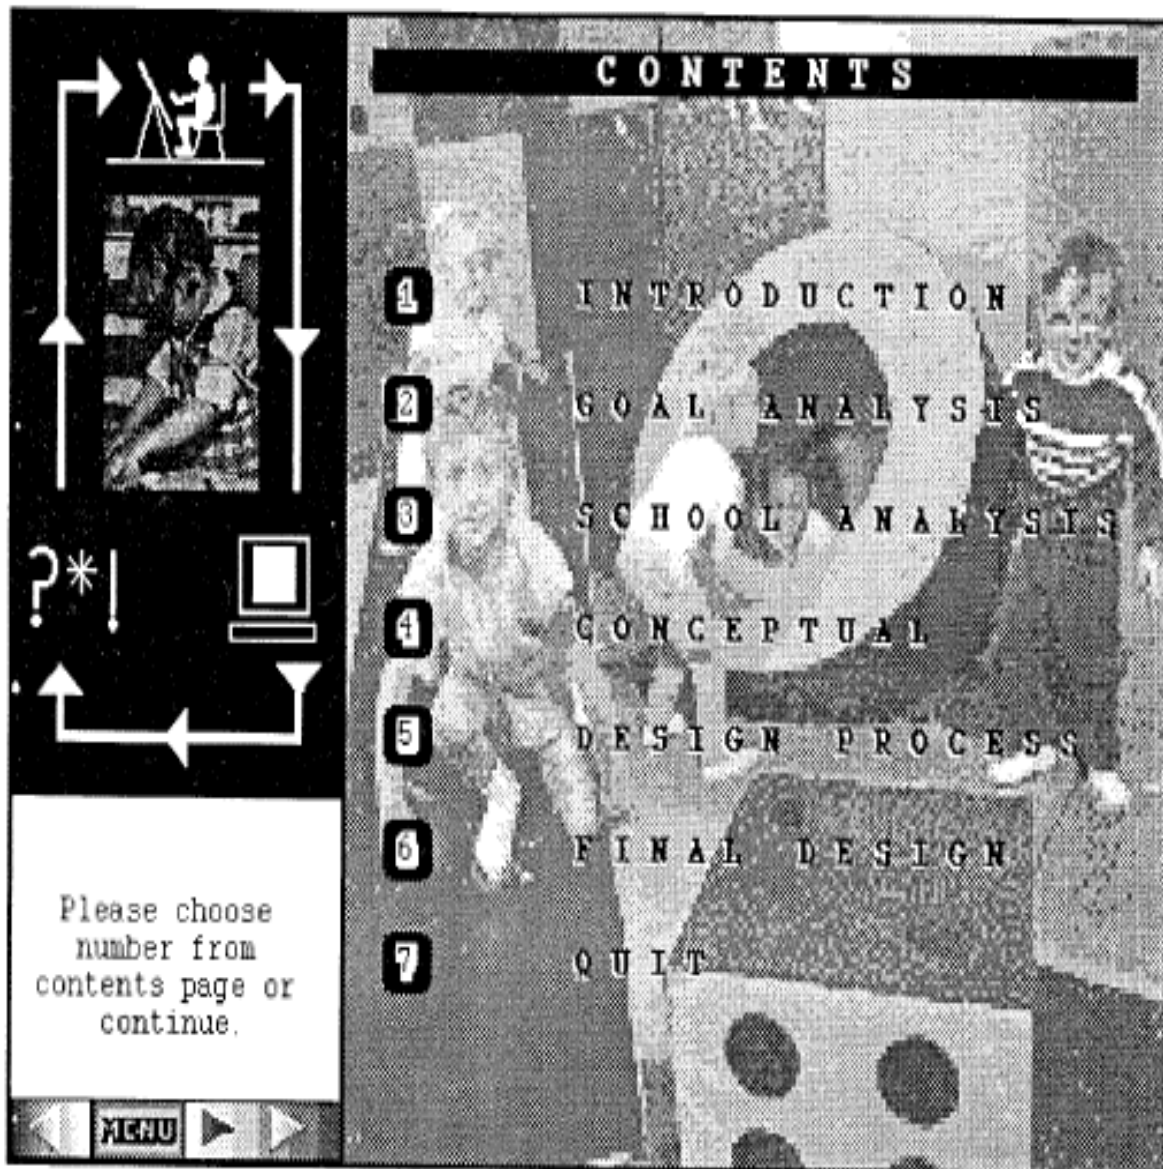 CONTENTS
1 INTRODUCTION
2 GOAL ANALYSIS
3 SCHOOL ANALYSIS
4 CONCEPTUAL
5 DESIGN PROCESS
6 FINAL DESIGN
7 QUIT
?*!
Please choose
number from
contents page or
continue.
MENU